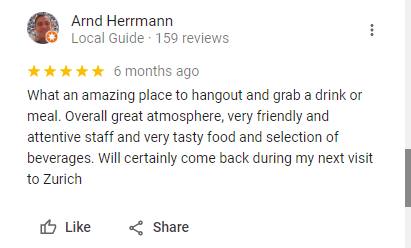 Arnd Herrmann
Local Guide · 159 reviews
6 months ago
What an amazing place to hangout and grab a drink or
meal. Overall great atmosphere, very friendly and
attentive staff and very tasty food and selection of
beverages. Will certainly come back during my next visit
to Zurich
Like Share